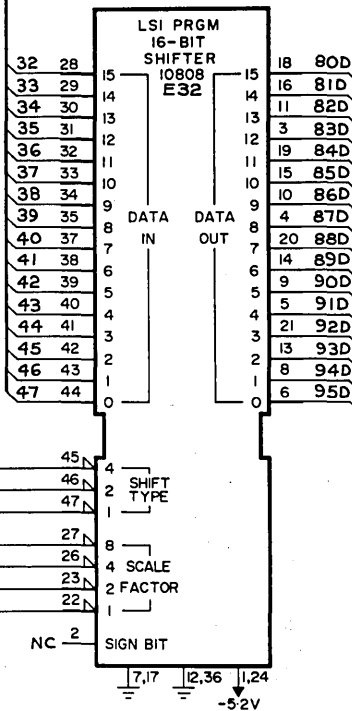 LSI PRGM
16-BIT
SHIFTER
10808
E32
32 28 15 15 18 80D
33 29 14 14 16 81D
34 30 13 13 11 82D
35 31 12 12 3 83D
36 32 11 11 19 84D
37 33 10 10 15 85D
38 34 9 9 10 86D
39 35 8 DATA DATA 8 4 87D
40 37 7 IN OUT 7 20 88D
41 38 6 6 14 89D
42 39 5 5 9 90D
43 40 4 4 5 91D
44 41 3 3 21 92D
45 42 2 2 13 93D
46 43 1 1 8 94D
47 44 0 0 6 95D
45 4
46 2 SHIFT
47 1 TYPE
27 8
26 4 SCALE
23 2 FACTOR
22 1
NC 2 SIGN BIT
7,17 12,36 1,24
-5.2V